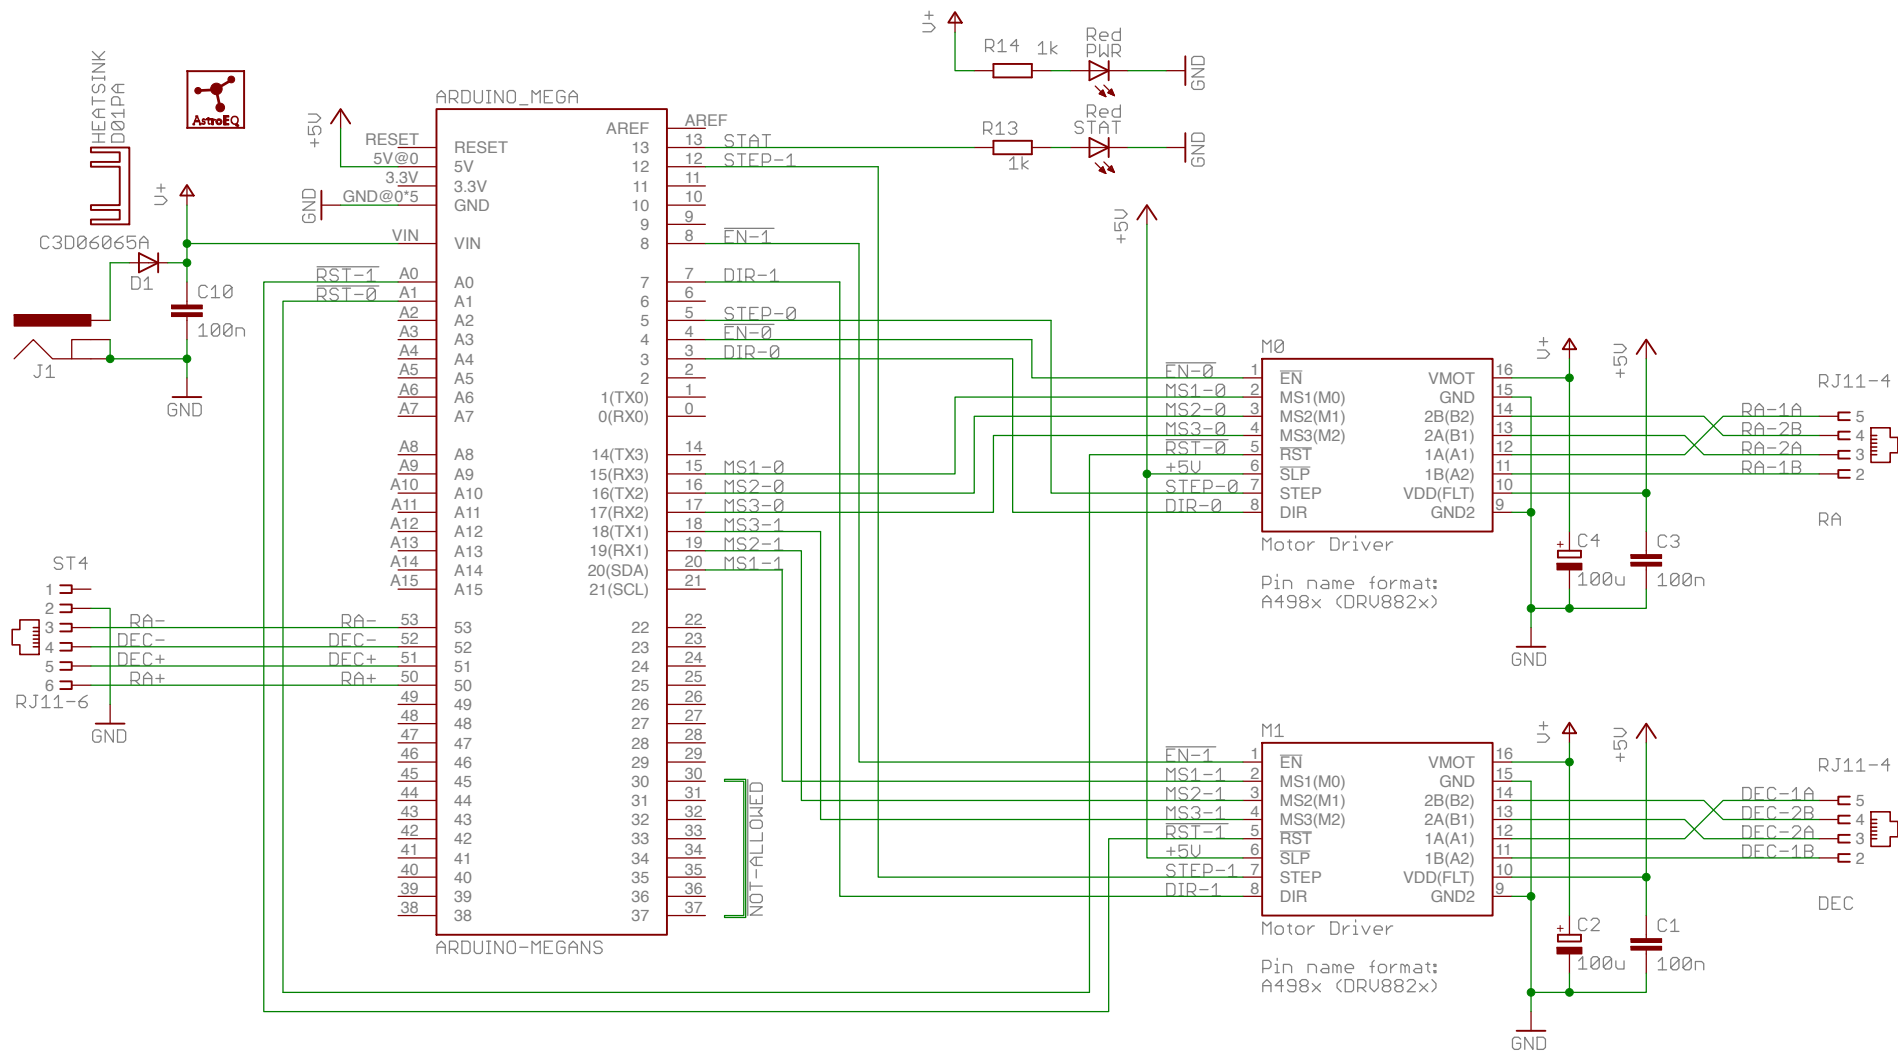 V+
R14 1k
Red
PWR
GND
HEATSINK
D01PA
AstroEQ
ARDUINO_MEGA
+5V
R13
1k
Red
STAT
GND
RESET
5V@0
3.3V
GND@0*5
GND
VIN
RST-1 A0
RST-0 A1
A2
A3
A4
A5
A6
A7
A8
A9
A10
A11
A12
A13
A14
A15
RA- 53
DEC- 52
DEC+ 51
RA+ 50
49
48
47
46
45
44
43
42
41
40
39
38
RESET
5V
3.3V
GND
VIN
A0
A1
A2
A3
A4
A5
A6
A7
A8
A9
A10
A11
A12
A13
A14
A15
53
52
51
50
49
48
47
46
45
44
43
42
41
40
39
38
AREF
13
12
11
10
9
8
7
6
5
4
3
2
1(TX0)
0(RX0)
14(TX3)
15(RX3)
16(TX2)
17(RX2)
18(TX1)
19(RX1)
20(SDA)
21(SCL)
22
23
24
25
26
27
28
29
30
31
32
33
34
35
36
37
AREF
13 STAT
12 STEP-1
11
10
9
8 EN-1
7 DIR-1
6
5 STEP-0
4 EN-0
3 DIR-0
2
1
0
14
15 MS1-0
16 MS2-0
17 MS3-0
18 MS3-1
19 MS2-1
20 MS1-1
21
22
23
24
25
26
27
28
29
30
31
32
33
34
35
36
37
NOT-ALLOWED
ARDUINO-MEGANS
V+
C3D06065A
D1
C10
100n
J1
GND
ST4
1
2
3 RA-
4 DEC-
5 DEC+
6 RA+
RJ11-6
GND
+5V
M0
EN-0 1 EN
MS1-0 2 MS1(M0)
MS2-0 3 MS2(M1)
MS3-0 4 MS3(M2)
RST-0 5 RST
+5V 6 SLP
STEP-0 7 STEP
DIR-0 8 DIR
VMOT 16
GND 15
2B(B2) 14
2A(B1) 13
1A(A1) 12
1B(A2) 11
VDD(FLT) 10
GND2 9
Motor Driver
Pin name format:
A498x (DRV882x)
V+
+5V
C4
100u
C3
100n
GND
RJ11-4
RA-1A 5
RA-2B 4
RA-2A 3
RA-1B 2
RA
M1
EN-1 1 EN
MS1-1 2 MS1(M0)
MS2-1 3 MS2(M1)
MS3-1 4 MS3(M2)
RST-1 5 RST
+5V 6 SLP
STEP-1 7 STEP
DIR-1 8 DIR
VMOT 16
GND 15
2B(B2) 14
2A(B1) 13
1A(A1) 12
1B(A2) 11
VDD(FLT) 10
GND2 9
Motor Driver
Pin name format:
A498x (DRV882x)
V+
+5V
C2
100u
C1
100n
GND
RJ11-4
DEC-1A 5
DEC-2B 4
DEC-2A 3
DEC-1B 2
DEC